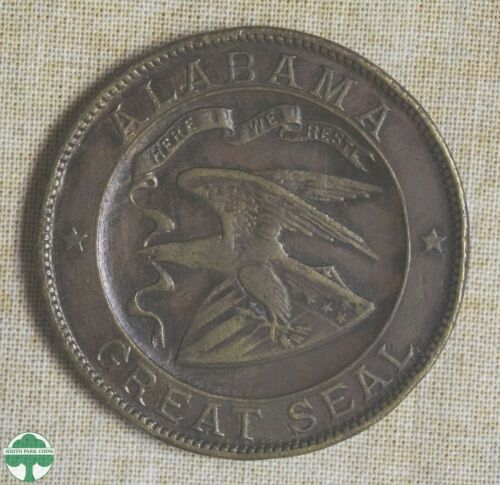 ALABAMA
HERE WE REST
GREAT SEAL
SOUTH PARK COINS